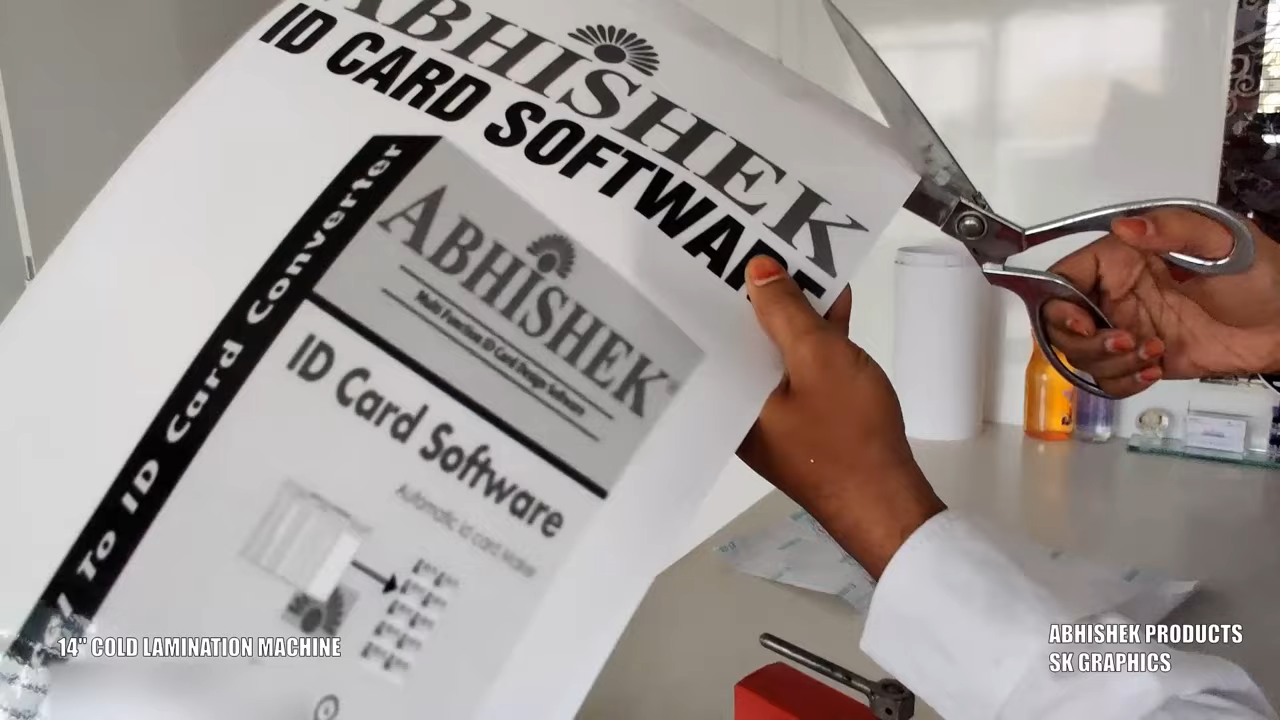 ABHISHEK
ID CARD SOFTWARE
To ID Card Converter
ABHISHEK
Multi Function ID Card Design Software
ID Card Software
Automatic id card Maker
14" COLD LAMINATION MACHINE
ABHISHEK PRODUCTS
SK GRAPHICS